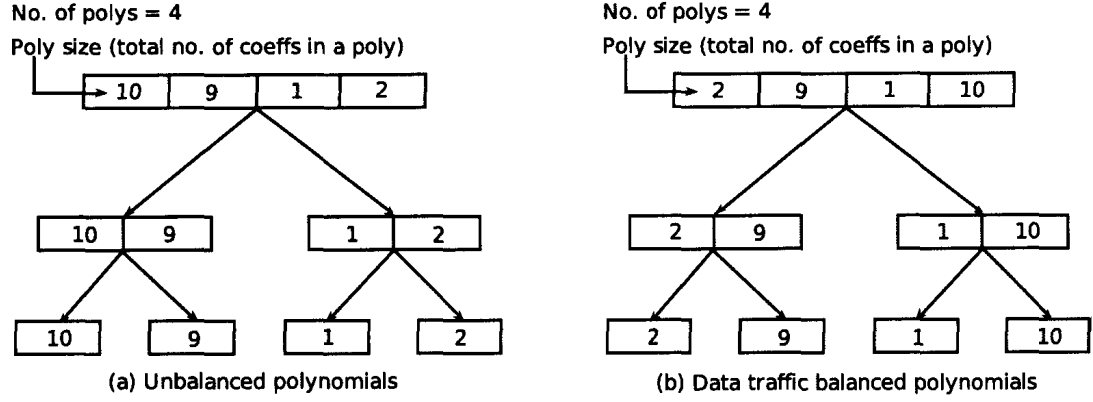 No. of polys = 4
Poly size (total no. of coeffs in a poly)
10 9 1 2
10 9 1 2
10 9 1 2
(a) Unbalanced polynomials
No. of polys = 4
Poly size (total no. of coeffs in a poly)
2 9 1 10
2 9 1 10
2 9 1 10
(b) Data traffic balanced polynomials